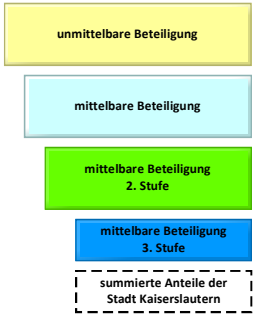 unmittelbare Beteiligung
mittelbare Beteiligung
mittelbare Beteiligung
2. Stufe
mittelbare Beteiligung
3. Stufe
summierte Anteile der
Stadt Kaiserslautern